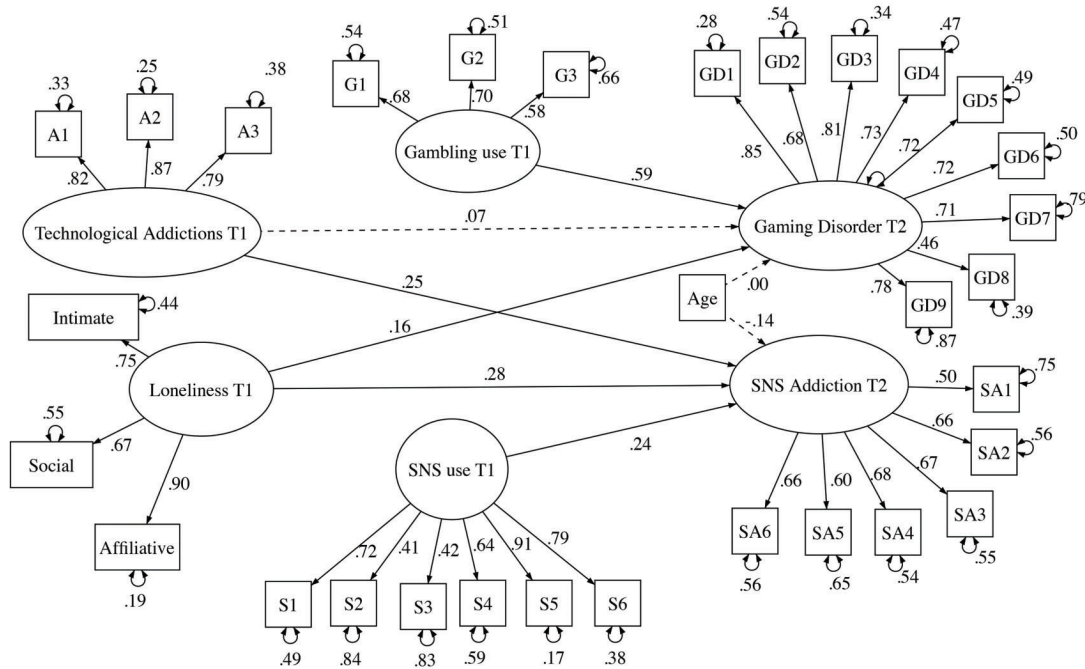 .33
A1
.82
.25
A2
.87
.38
A3
.79
Technological Addictions T1
.54
G1
.68
.51
G2
.70
G3
.66
.58
Gambling use T1
.59
.07
.25
.28
GD1
.85
.54
GD2
.68
.34
GD3
.81
.47
GD4
.73
.49
GD5
.72
.50
GD6
.72
.79
GD7
.71
Gaming Disorder T2
.46
GD8
.39
.78
GD9
.87
Age
.00
-.14
Intimate
.44
.75
Loneliness T1
.16
.28
.55
Social
.67
.90
Affiliative
.19
SNS use T1
.24
SNS Addiction T2
.50
SA1
.75
.66
SA2
.56
.67
SA3
.55
.68
SA4
.54
.60
SA5
.65
.66
SA6
.56
.72
.41
.42
.64
.91
.79
S1
S2
S3
S4
S5
S6
.49
.84
.83
.59
.17
.38